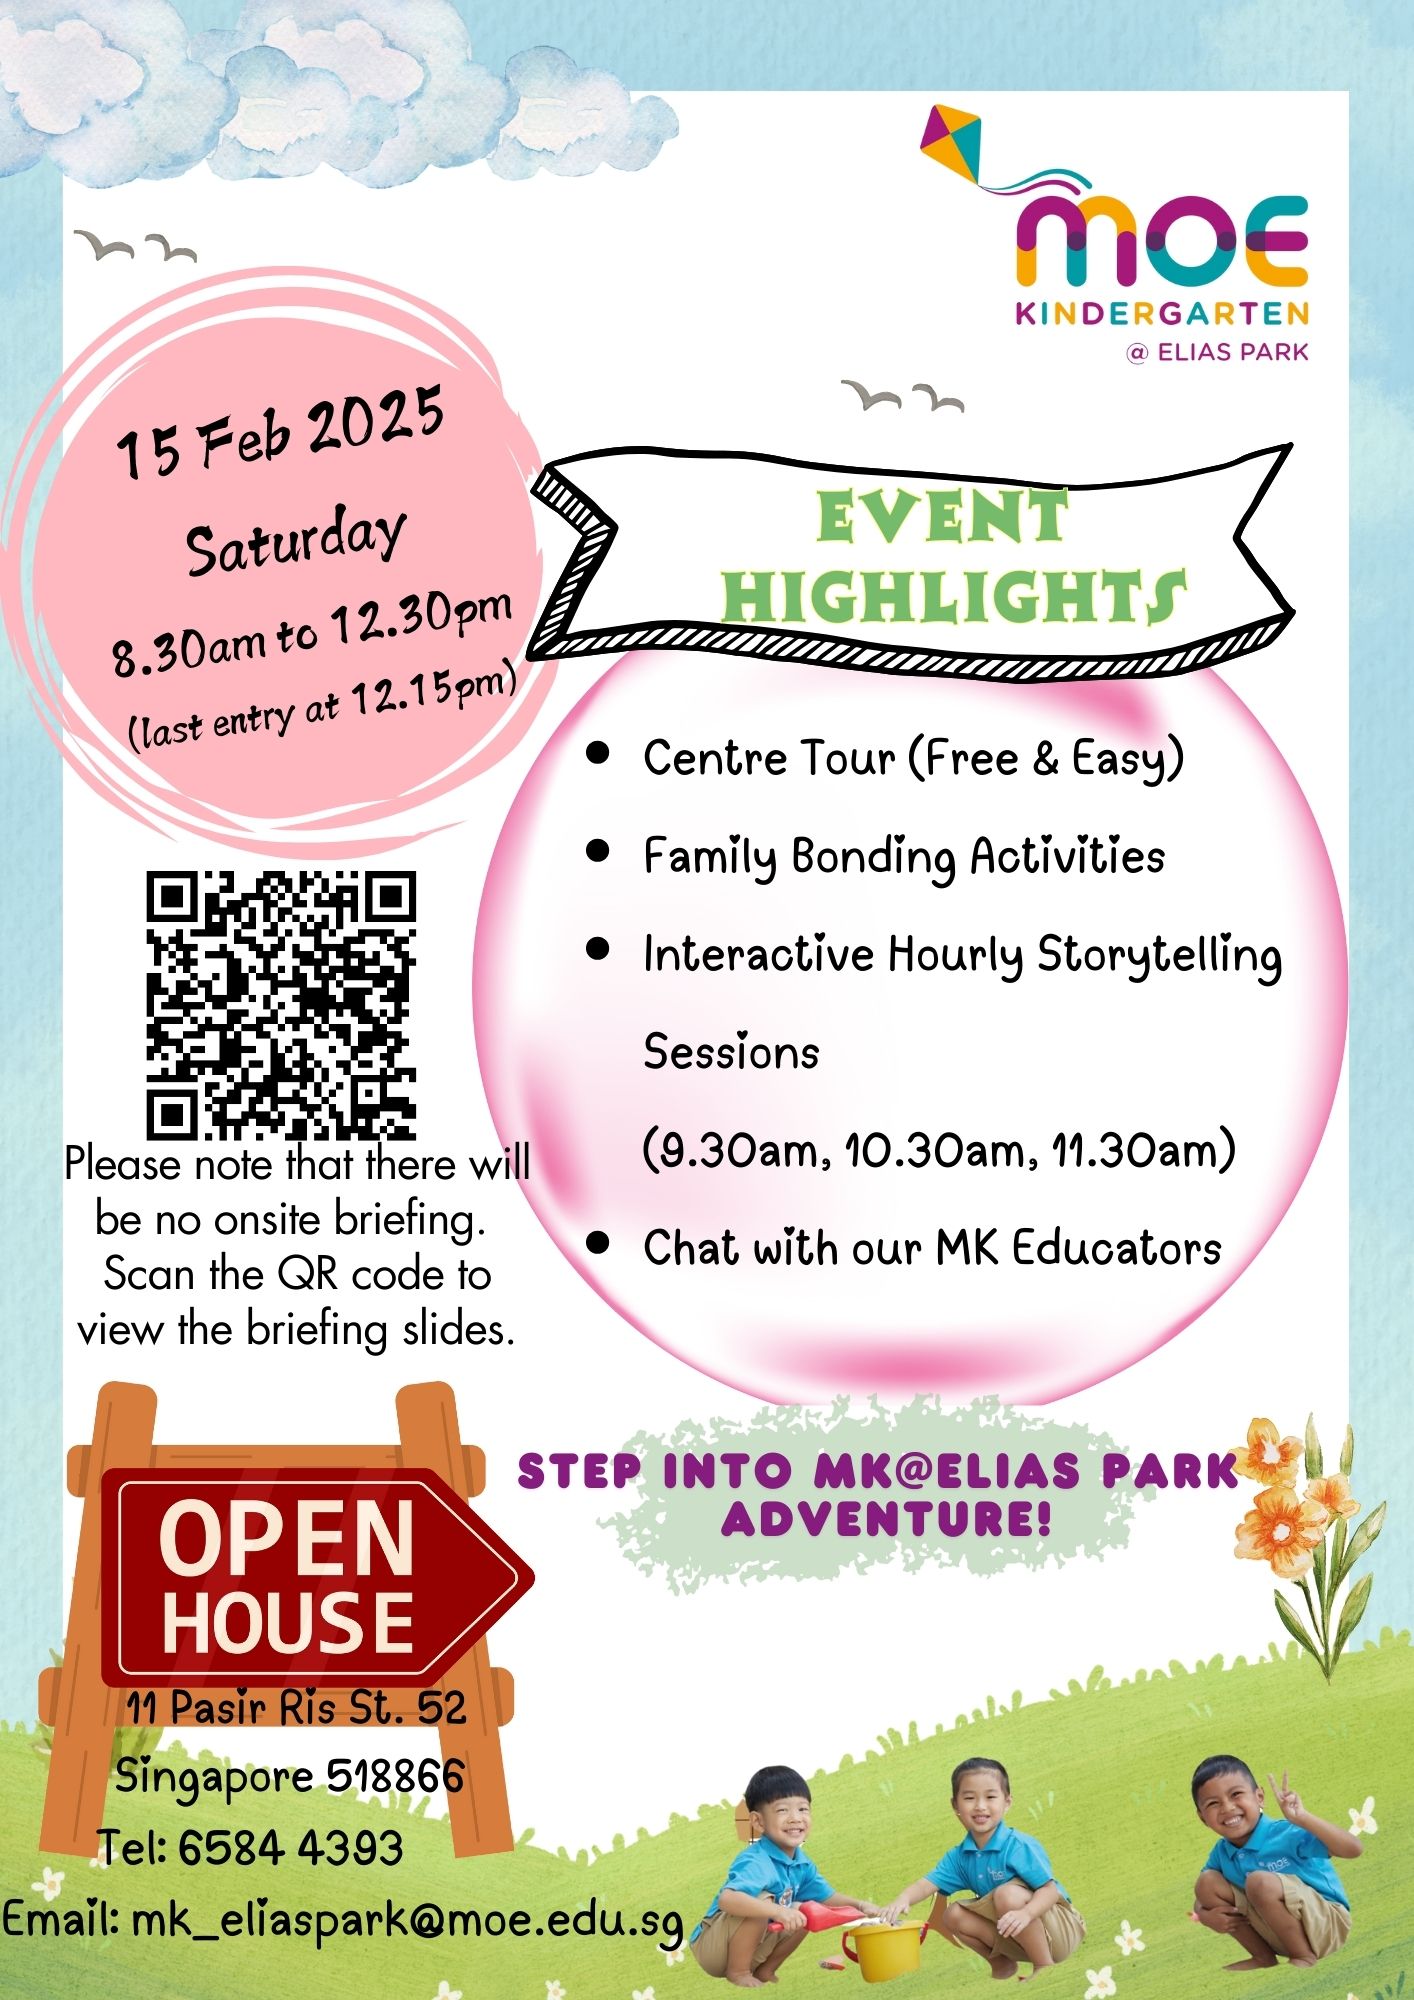 moe
KINDERGARTEN
@ ELIAS PARK
15 Feb 2025
Saturday
8.30am to 12.30pm
(last entry at 12.15pm)
EVENT
HIGHLIGHTS
• Centre Tour (Free & Easy)
• Family Bonding Activities
• Interactive Hourly Storytelling
Sessions
(9.30am, 10.30am, 11.30am)
• Chat with our MK Educators
Please note that there will
be no onsite briefing.
Scan the QR code to
view the briefing slides.
STEP INTO MK@ELIAS PARK
ADVENTURE!
OPEN
HOUSE
11 Pasir Ris St. 52
Singapore 518866
Tel: 6584 4393
Email: mk_eliaspark@moe.edu.sg
moe